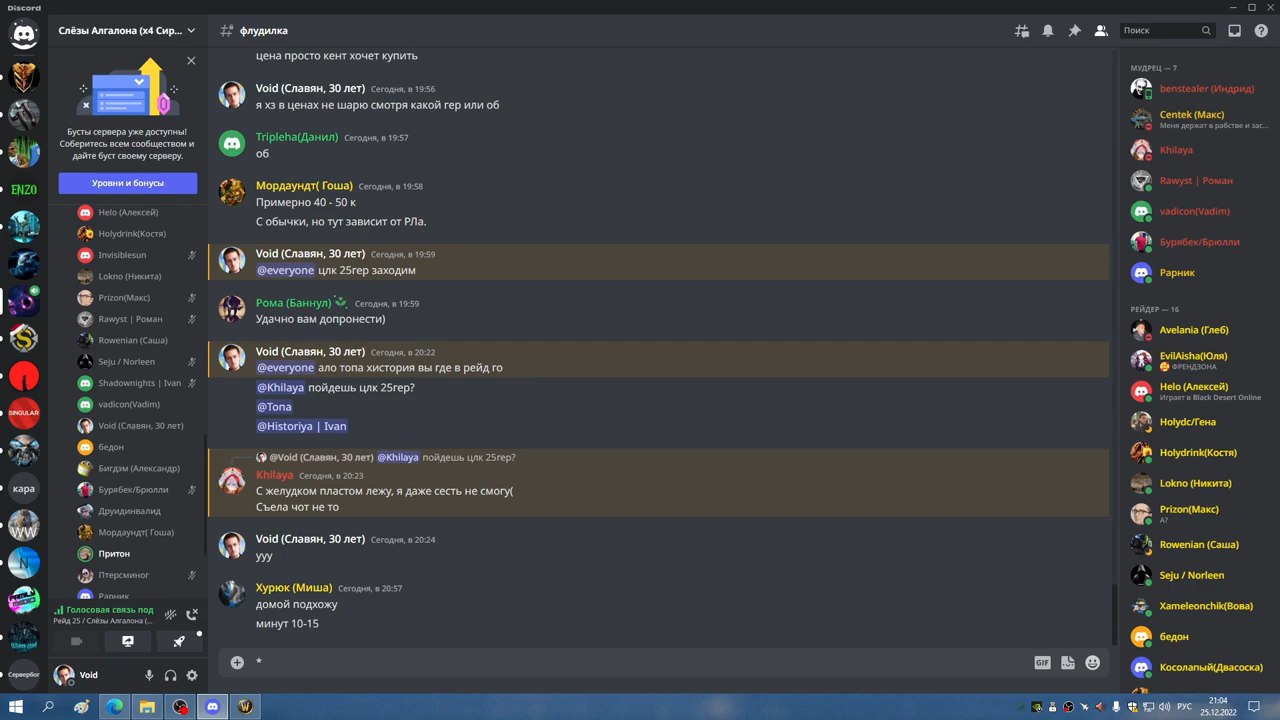 Discord
Слёзы Алгалона (x4 Сир...
флудилка
Поиск
Бусты сервера уже доступны!
Соберитесь всем сообществом и
дайте буст своему серверу.
Уровни и бонусы
Helo (Алексей)
Holydrink(Костя)
Invisiblesun
Lokno (Никита)
Prizon(Макс)
Rawyst | Роман
Rowenian (Саша)
Seju / Norleen
Shadownights | Ivan
vadicon(Vadim)
Void (Славян, 30 лет)
бедон
Бигдэм (Александр)
Бурябек/Брюлли
Друидинвалид
Мордаундт( Гоша)
Притон
Птерсминог
Рарник
Голосовая связь под
Рейд 25 / Слёзы Алгалона (...
Void
ENZO
SINGULAR
кара
WW
N
Сервербог
цена просто кент хочет купить
Void (Славян, 30 лет) Сегодня, в 19:56
я хз в ценах не шарю смотря какой гер или об
Tripleha(Данил) Сегодня, в 19:57
об
Мордаундт( Гоша) Сегодня, в 19:58
Примерно 40 - 50 к
С обычки, но тут зависит от РЛа.
Void (Славян, 30 лет) Сегодня, в 19:59
@everyone цлк 25гер заходим
Рома (Баннул) Сегодня, в 19:59
Удачно вам допронести)
Void (Славян, 30 лет) Сегодня, в 20:22
@everyone ало топа хистория вы где в рейд го
@Khilaya пойдешь цлк 25гер?
@Топа
@Historiya | Ivan
@Void (Славян, 30 лет) @Khilaya пойдешь цлк 25гер?
Khilaya Сегодня, в 20:23
С желудком пластом лежу, я даже сесть не смогу(
Съела чот не то
Void (Славян, 30 лет) Сегодня, в 20:24
ууу
Хурюк (Миша) Сегодня, в 20:57
домой подхожу
минут 10-15
*
GIF
МУДРЕЦ — 7
benstealer (Индрид)
Centek (Макс)
Меня держат в рабстве и зас...
Khilaya
Rawyst | Роман
vadicon(Vadim)
Бурябек/Брюлли
Рарник
РЕЙДЕР — 16
Avelania (Глеб)
EvilAisha(Юля)
ФРЕНДЗОНА
Helo (Алексей)
Играет в Black Desert Online
Holydc/Гена
Holydrink(Костя)
Lokno (Никита)
Prizon(Макс)
А?
Rowenian (Саша)
Seju / Norleen
Xameleonchik(Вова)
бедон
Косолапый(Двасоска)
РУС
21:04
25.12.2022